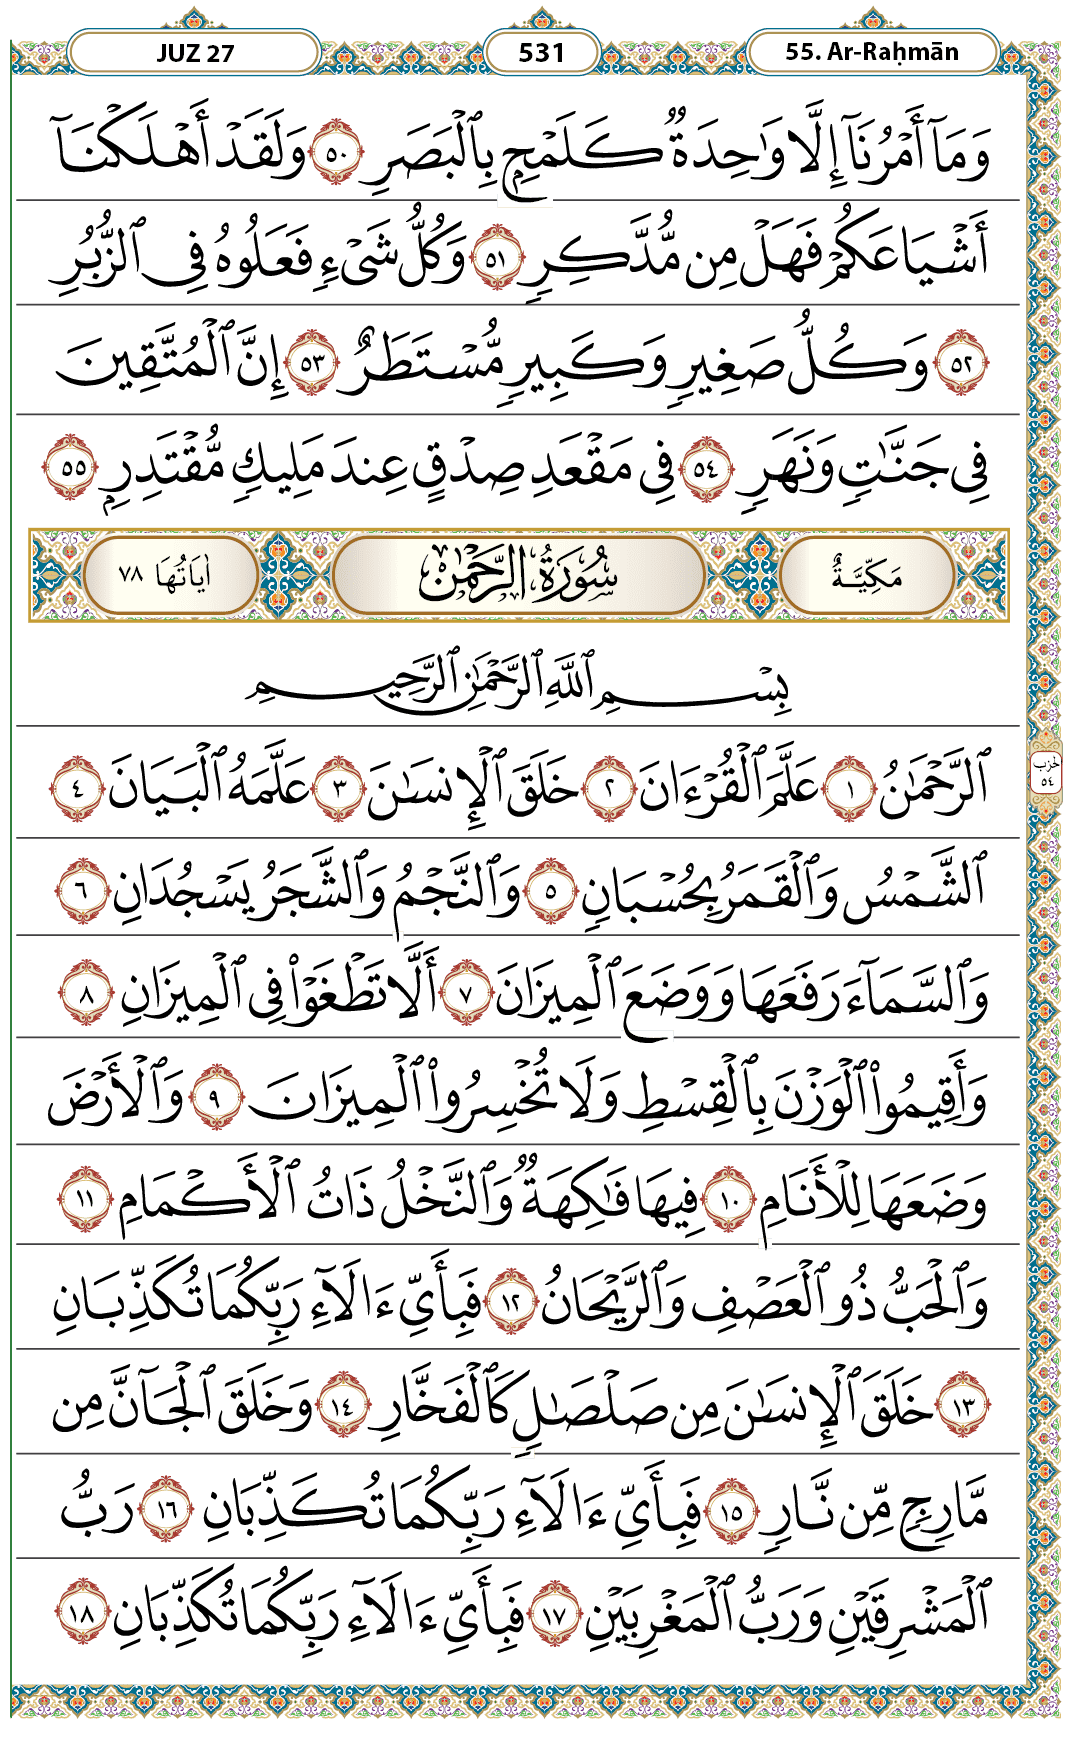 JUZ 27
531
55. Ar-Raḥmān
وَمَآ أَمْرُنَآ إِلَّا وَٰحِدَةٌ كَلَمْحٍۭ بِٱلْبَصَرِ ٥٠ وَلَقَدْ أَهْلَكْنَآ
أَشْيَاعَكُمْ فَهَلْ مِن مُّدَّكِرٍ ٥١ وَكُلُّ شَىْءٍ فَعَلُوهُ فِى ٱلزُّبُرِ
٥٢ وَكُلُّ صَغِيرٍ وَكَبِيرٍ مُّسْتَطَرٌ ٥٣ إِنَّ ٱلْمُتَّقِينَ
فِى جَنَّٰتٍ وَنَهَرٍ ٥٤ فِى مَقْعَدِ صِدْقٍ عِندَ مَلِيكٍ مُّقْتَدِرٍۭ ٥٥
مَكِّيَّةٌ سُورَةُ الرَّحْمٰن اٰيَاتُهَا ٧٨
بِسْمِ ٱللَّهِ ٱلرَّحْمَٰنِ ٱلرَّحِيمِ
ٱلرَّحْمَٰنُ ١ عَلَّمَ ٱلْقُرْءَانَ ٢ خَلَقَ ٱلْإِنسَٰنَ ٣ عَلَّمَهُ ٱلْبَيَانَ ٤
حزب ٥٤
ٱلشَّمْسُ وَٱلْقَمَرُ بِحُسْبَانٍ ٥ وَٱلنَّجْمُ وَٱلشَّجَرُ يَسْجُدَانِ ٦
وَٱلسَّمَآءَ رَفَعَهَا وَوَضَعَ ٱلْمِيزَانَ ٧ أَلَّا تَطْغَوْا۟ فِى ٱلْمِيزَانِ ٨
وَأَقِيمُوا۟ ٱلْوَزْنَ بِٱلْقِسْطِ وَلَا تُخْسِرُوا۟ ٱلْمِيزَانَ ٩ وَٱلْأَرْضَ
وَضَعَهَا لِلْأَنَامِ ١٠ فِيهَا فَٰكِهَةٌ وَٱلنَّخْلُ ذَاتُ ٱلْأَكْمَامِ ١١
وَٱلْحَبُّ ذُو ٱلْعَصْفِ وَٱلرَّيْحَانُ ١٢ فَبِأَىِّ ءَالَآءِ رَبِّكُمَا تُكَذِّبَانِ
١٣ خَلَقَ ٱلْإِنسَٰنَ مِن صَلْصَٰلٍ كَٱلْفَخَّارِ ١٤ وَخَلَقَ ٱلْجَآنَّ مِن
مَّارِجٍ مِّن نَّارٍ ١٥ فَبِأَىِّ ءَالَآءِ رَبِّكُمَا تُكَذِّبَانِ ١٦ رَبُّ
ٱلْمَشْرِقَيْنِ وَرَبُّ ٱلْمَغْرِبَيْنِ ١٧ فَبِأَىِّ ءَالَآءِ رَبِّكُمَا تُكَذِّبَانِ ١٨